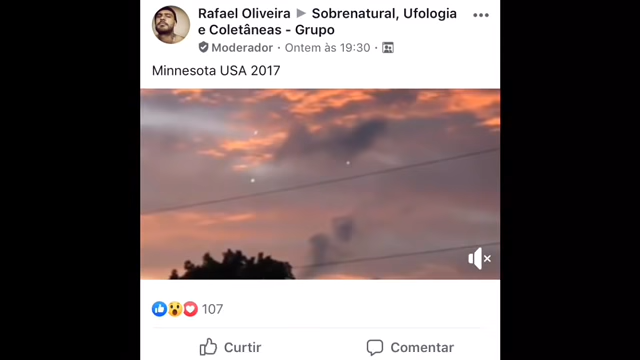 Rafael Oliveira ▶ Sobrenatural, Ufologia
e Coletâneas - Grupo
Moderador · Ontem às 19:30 ·
Minnesota USA 2017
107
Curtir Comentar